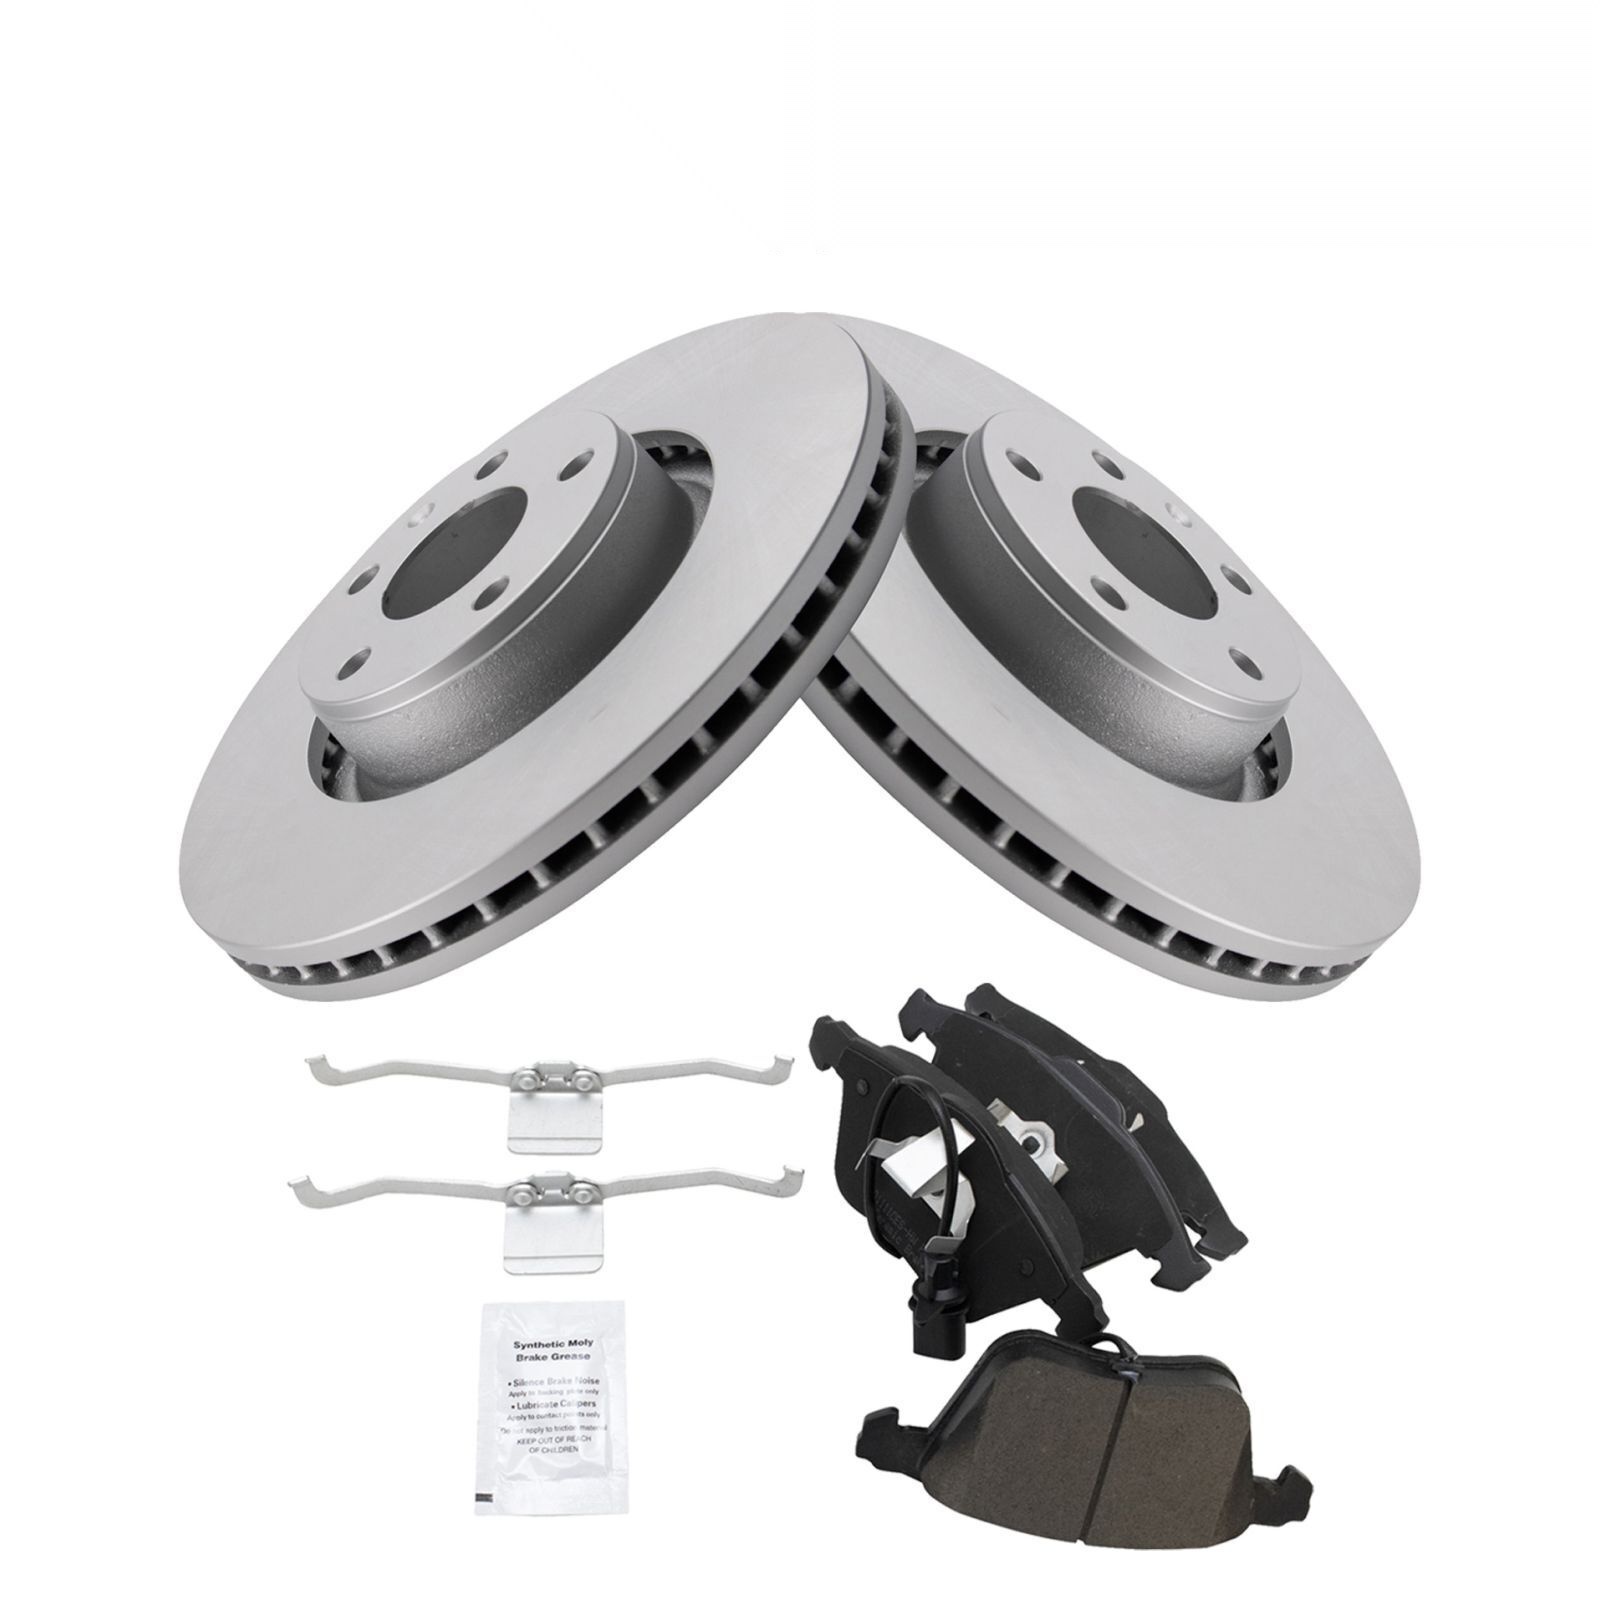 Synthetic Moly
Brake Grease
• Silence Brake Noise
Apply to backing plate only
• Lubricate Calipers
Apply to contact points only
Do not apply to friction material
KEEP OUT OF REACH
OF CHILDREN